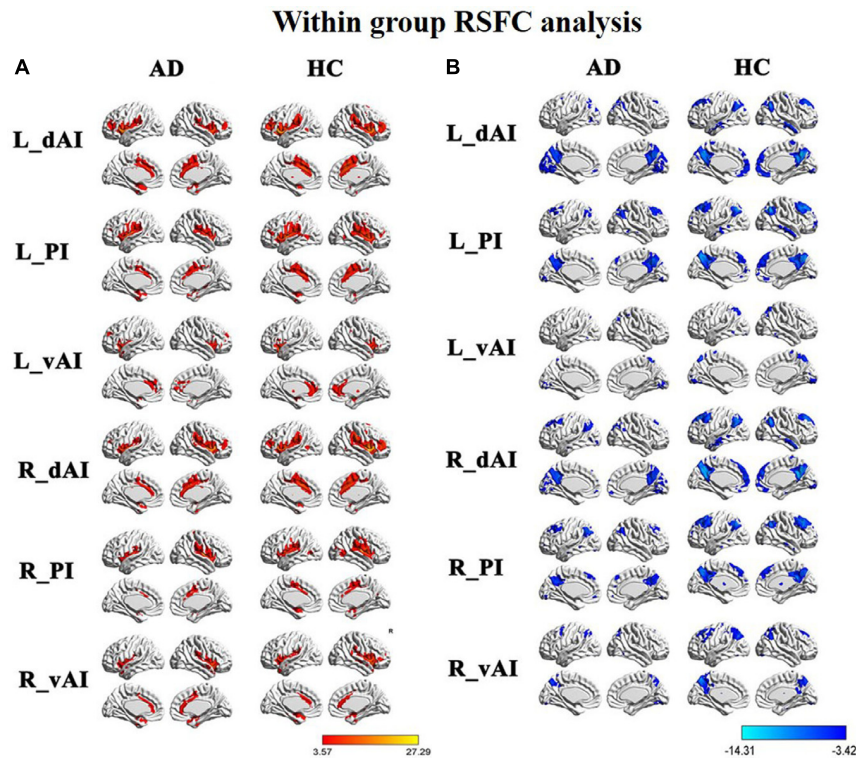 Within group RSFC analysis
A
AD
HC
B
AD
HC
L_dAI
L_dAI
L_PI
L_PI
L_vAI
L_vAI
R_dAI
R_dAI
R_PI
R_PI
R
R_vAI
R_vAI
3.57
27.29
-14.31
-3.42